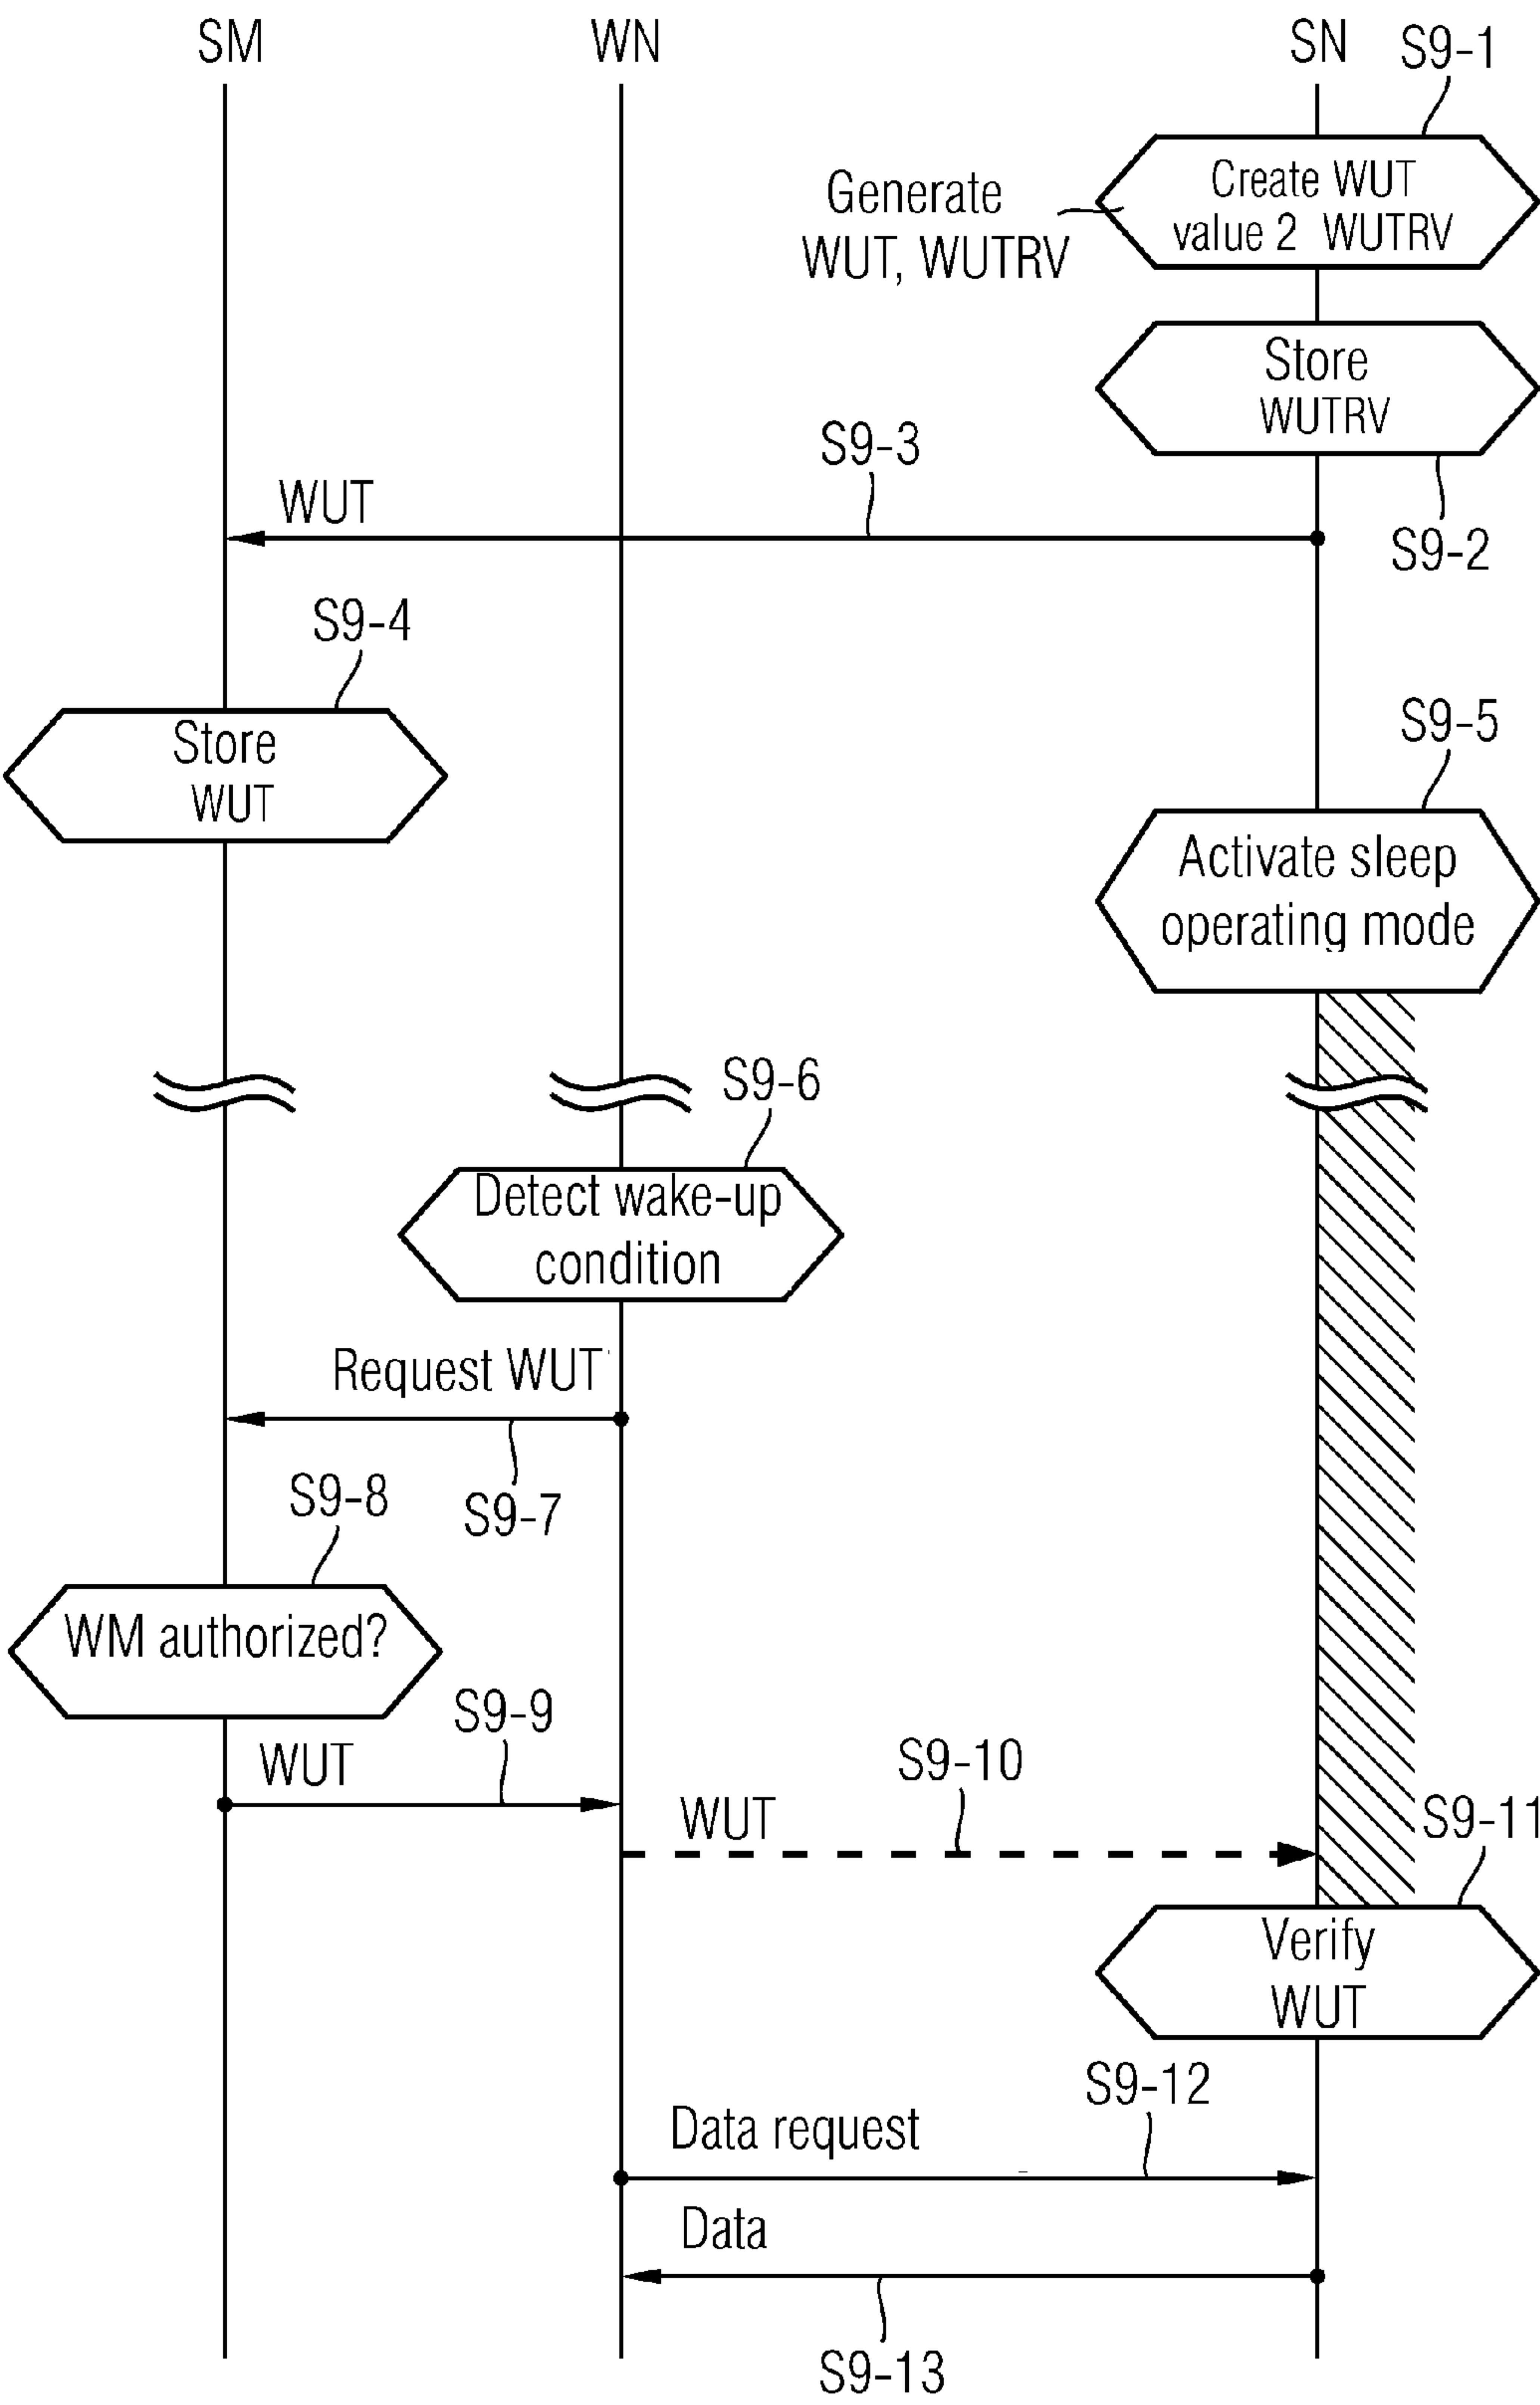 SM
WN
SN
S9-1
Generate
WUT, WUTRV
Create WUT
value 2 WUTRV
Store
WUTRV
S9-2
S9-3
WUT
S9-4
Store
WUT
S9-5
Activate sleep
operating mode
S9-6
Detect wake-up
condition
Request WUT
S9-7
S9-8
WM authorized?
S9-9
WUT
S9-10
WUT
S9-11
Verify
WUT
S9-12
Data request
Data
S9-13